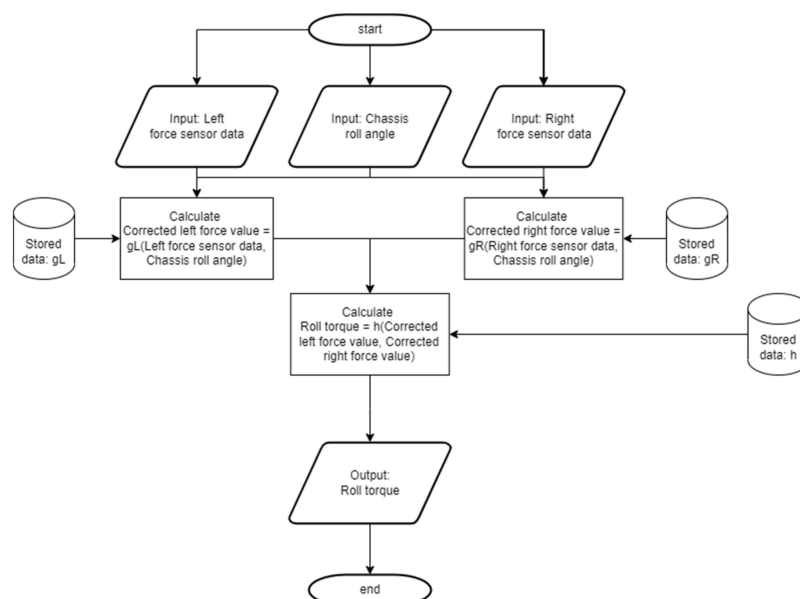 start
Input: Left
force sensor data
Input: Chassis
roll angle
Input: Right
force sensor data
Stored
data: gL
Calculate
Corrected left force value =
gL(Left force sensor data,
Chassis roll angle)
Calculate
Corrected right force value =
gR(Right force sensor data,
Chassis roll angle)
Stored
data: gR
Calculate
Roll torque = h(Corrected
left force value, Corrected
right force value)
Stored
data: h
Output:
Roll torque
end